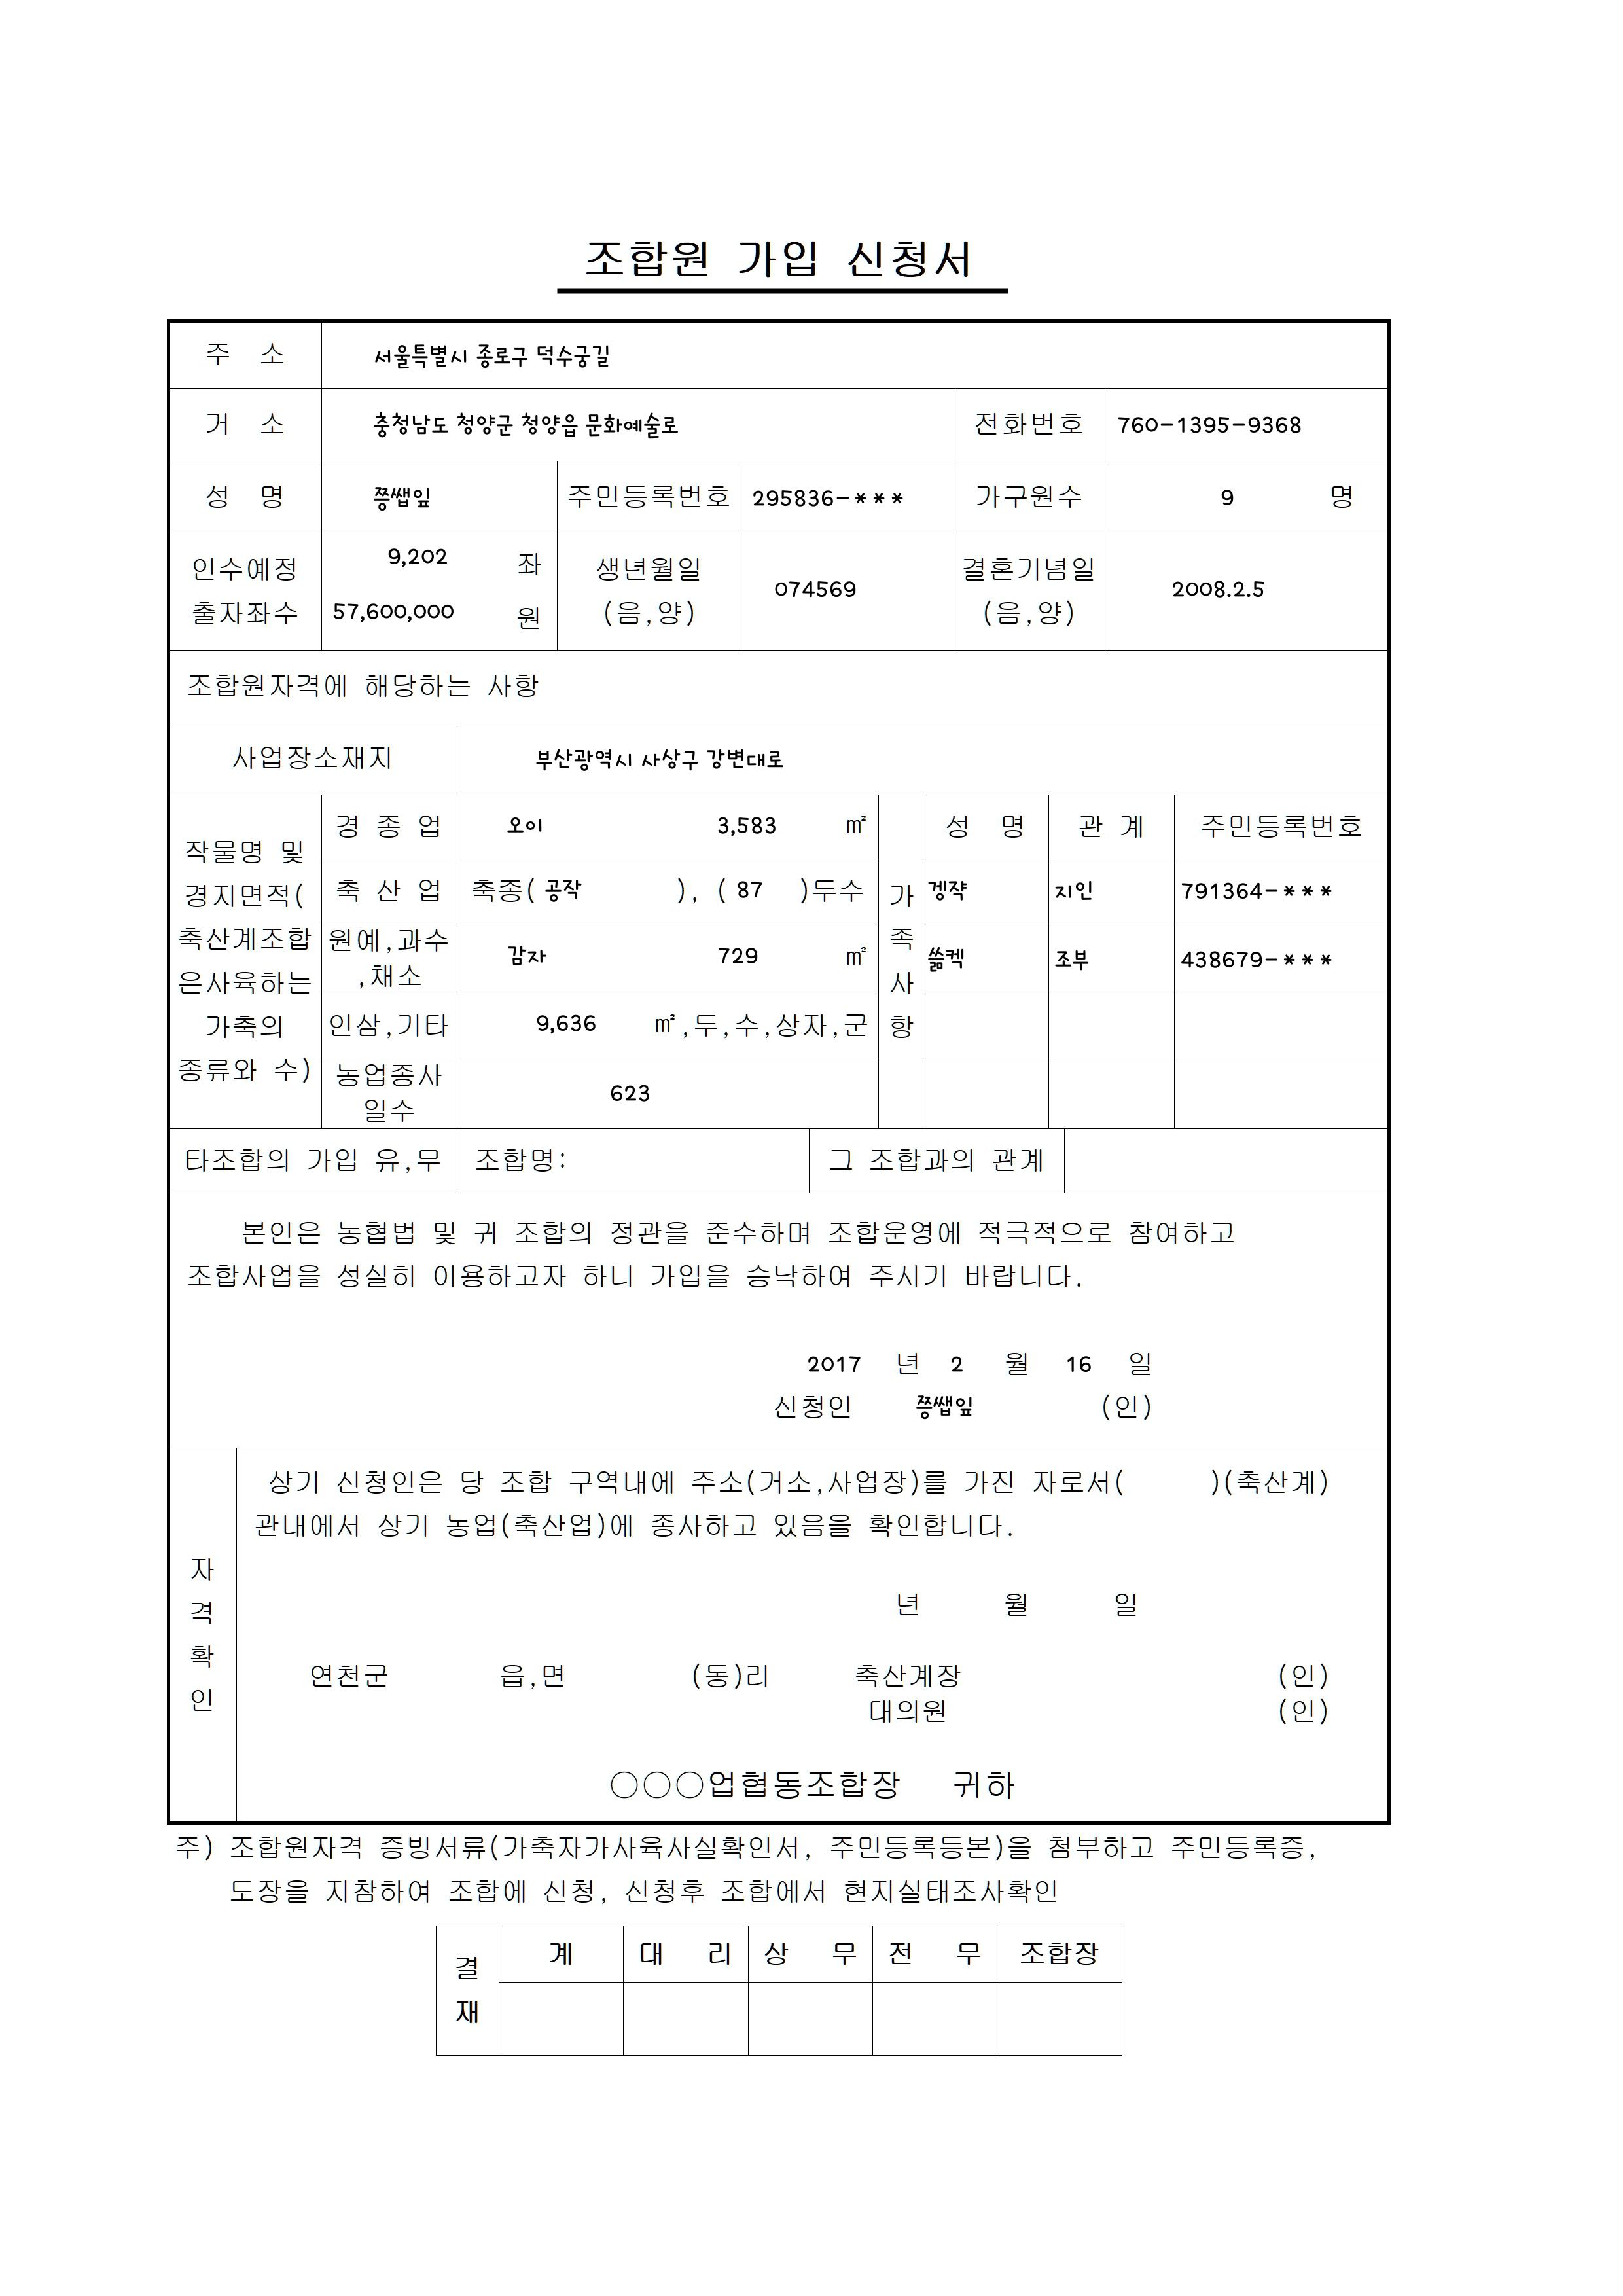 조합원 가입 신청서
주 소 서울특별시 종로구 덕수궁길
거 소 충청남도 청양군 청양읍 문화예술로 전화번호 760-1395-9368
성 명 쯩쌥잎 주민등록번호 295836-*** 가구원수 9 명
인수예정 출자좌수 9,202 좌 57,600,000 원 생년월일 (음,양) 074569 결혼기념일 (음,양) 2008.2.5
조합원자격에 해당하는 사항
사업장소재지 부산광역시 사상구 강변대로
작물명 및 경지면적(축산계조합은사육하는 가축의 종류와 수)
경 종 업 오이 3,583 ㎡
축 산 업 축종( 공작 ), ( 87 )두수
원예,과수,채소 감자 729 ㎡
인삼,기타 9,636 ㎡,두,수,상자,군
농업종사일수 623
가족사항
성 명 관 계 주민등록번호
지인 791364-***
조부 438679-***
타조합의 가입 유,무 조합명: 그 조합과의 관계
본인은 농협법 및 귀 조합의 정관을 준수하며 조합운영에 적극적으로 참여하고
조합사업을 성실히 이용하고자 하니 가입을 승낙하여 주시기 바랍니다.
2017 년 2 월 16 일
신청인 쯩쌥잎 (인)
자격확인
상기 신청인은 당 조합 구역내에 주소(거소,사업장)를 가진 자로서( )(축산계)
관내에서 상기 농업(축산업)에 종사하고 있음을 확인합니다.
년 월 일
연천군 읍,면 (동)리 축산계장 (인)
대의원 (인)
○○○업협동조합장 귀하
주) 조합원자격 증빙서류(가축자가사육사실확인서, 주민등록등본)을 첨부하고 주민등록증,
도장을 지참하여 조합에 신청, 신청후 조합에서 현지실태조사확인
결재 계 대 리 상 무 전 무 조합장